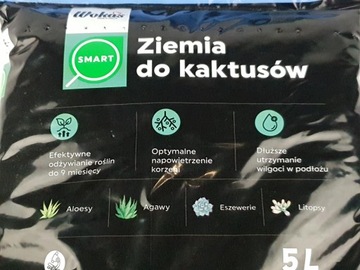 Wokas
SMART
Ziemia
do kaktusów
Efektywne
odżywianie roślin
do 9 miesięcy
Optymalne
napowietrzenie
korzeni
Dłuższe
utrzymanie
wilgoci w podłożu
Aloesy
Agawy
Eszewerie
Litopsy
5L